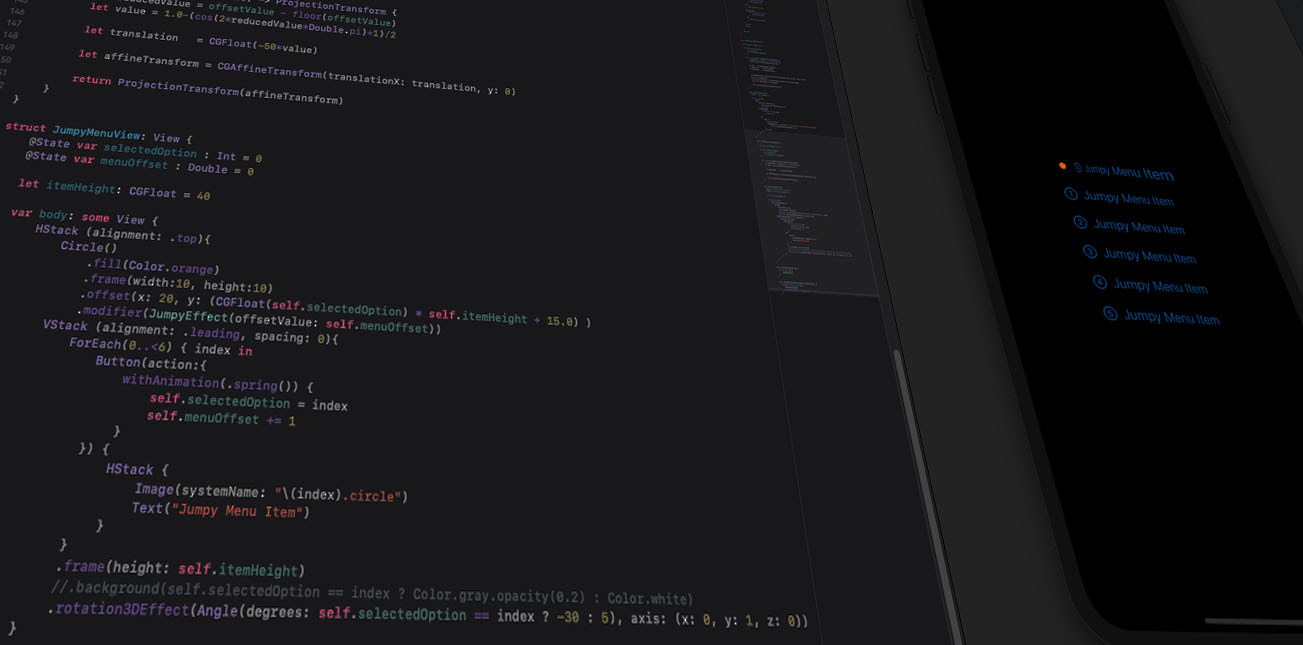 -> ProjectionTransform {
= offsetValue - floor(offsetValue)
146
let value = 1.0-(cos(2*reducedValue*Double.pi)+1)/2
147
148
let translation = CGFloat(-50*value)
149
let affineTransform = CGAffineTransform(translationX: translation, y: 0)
return ProjectionTransform(affineTransform)
}
}
struct JumpyMenuView: View {
@State var selectedOption : Int = 0
@State var menuOffset : Double = 0
let itemHeight: CGFloat = 40
var body: some View {
HStack (alignment: .top){
Circle()
.fill(Color.orange)
.frame(width:10, height:10)
.offset(x: 20, y: (CGFloat(self.selectedOption) * self.itemHeight + 15.0) )
.modifier(JumpyEffect(offsetValue: self.menuOffset))
VStack (alignment: .leading, spacing: 0){
ForEach(0..<6) { index in
Button(action:{
withAnimation(.spring()) {
self.selectedOption = index
self.menuOffset += 1
}
}) {
HStack {
Image(systemName: "\(index).circle")
Text("Jumpy Menu Item")
}
}
.frame(height: self.itemHeight)
//.background(self.selectedOption == index ? Color.gray.opacity(0.2) : Color.white)
.rotation3DEffect(Angle(degrees: self.selectedOption == index ? -30 : 5), axis: (x: 0, y: 1, z: 0))
}
Jumpy Menu Item
1 Jumpy Menu Item
2 Jumpy Menu Item
3 Jumpy Menu Item
4 Jumpy Menu Item
5 Jumpy Menu Item